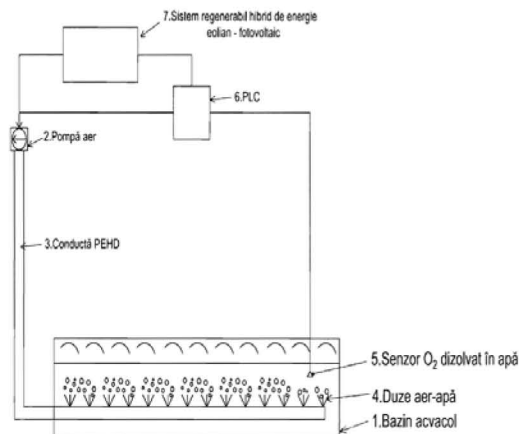 7.Sistem regenerabil hibrid de energie
eolian - fotovoltaic
6.PLC
2.Pompă aer
3.Conductă PEHD
5.Senzor O₂ dizolvat în apă
4.Duze aer-apă
1.Bazin acvacol